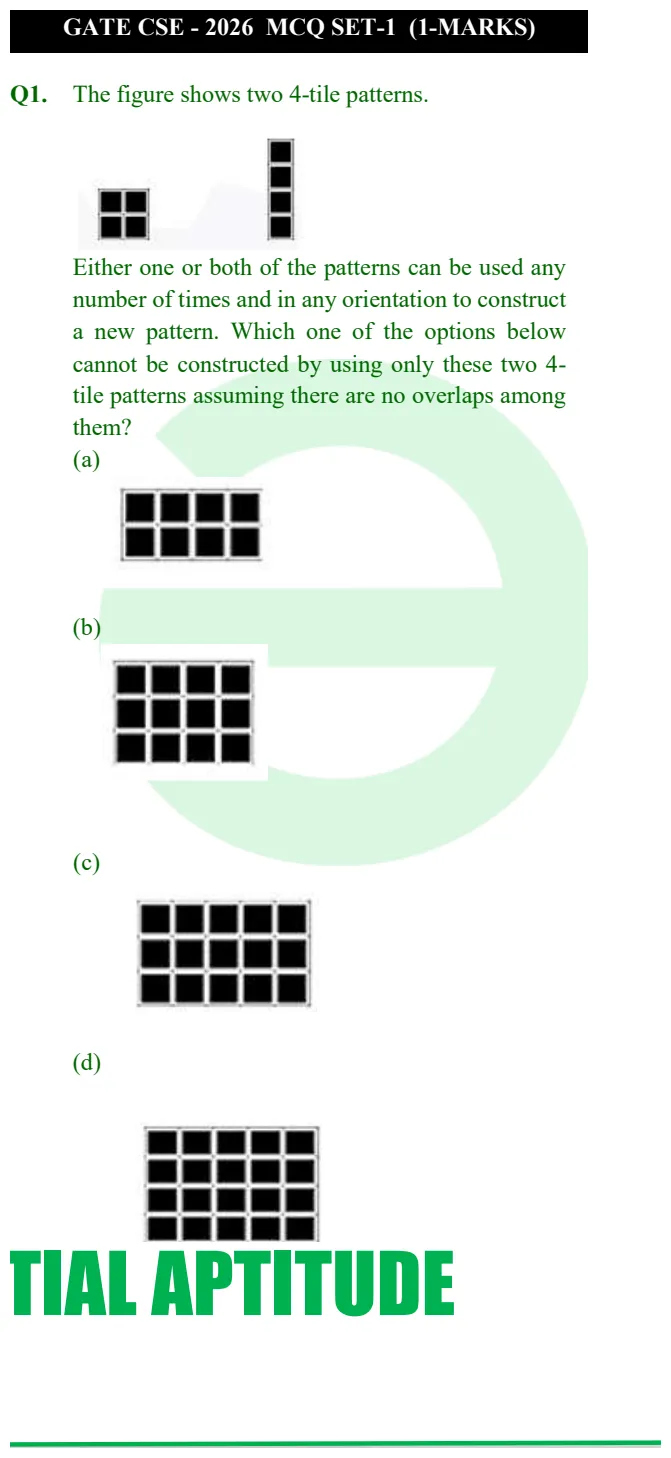 GATE CSE - 2026 MCQ SET-1 (1-MARKS)
Q1. The figure shows two 4-tile patterns.
Either one or both of the patterns can be used any
number of times and in any orientation to construct
a new pattern. Which one of the options below
cannot be constructed by using only these two 4-
tile patterns assuming there are no overlaps among
them?
(a)
(b)
(c)
(d)
TIAL APTITUDE